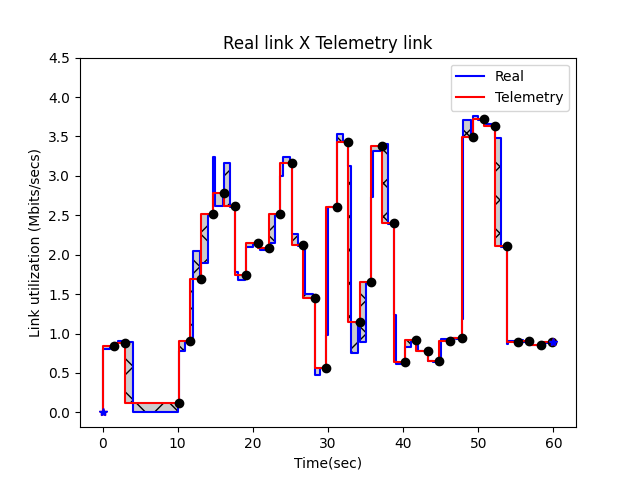 Real link X Telemetry link
Real
Telemetry
Link utilization (Mbits/secs)
4.5
4.0
3.5
3.0
2.5
2.0
1.5
1.0
0.5
0.0
0 10 20 30 40 50 60
Time(sec)